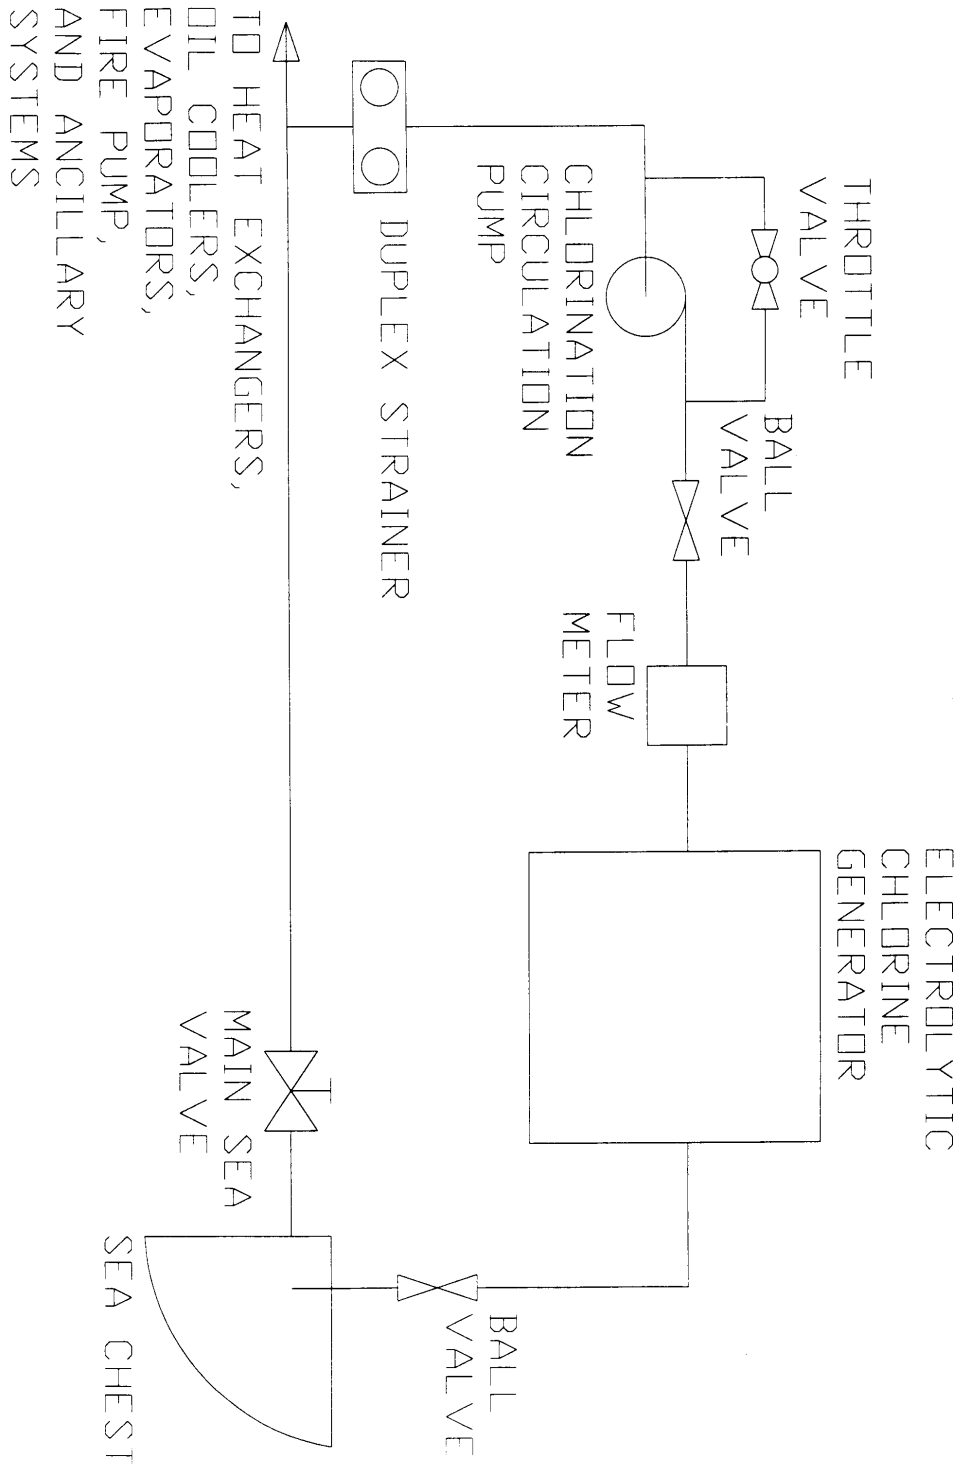 THROTTLE
VALVE
BALL
VALVE
CHLORINATION
CIRCULATION
PUMP
FLOW
METER
ELECTROLYTIC
CHLORINE
GENERATOR
DUPLEX STRAINER
BALL
VALVE
TO HEAT EXCHANGERS,
OIL COOLERS,
EVAPORATORS,
FIRE PUMP,
AND ANCILLARY
SYSTEMS
MAIN SEA
VALVE
SEA CHEST